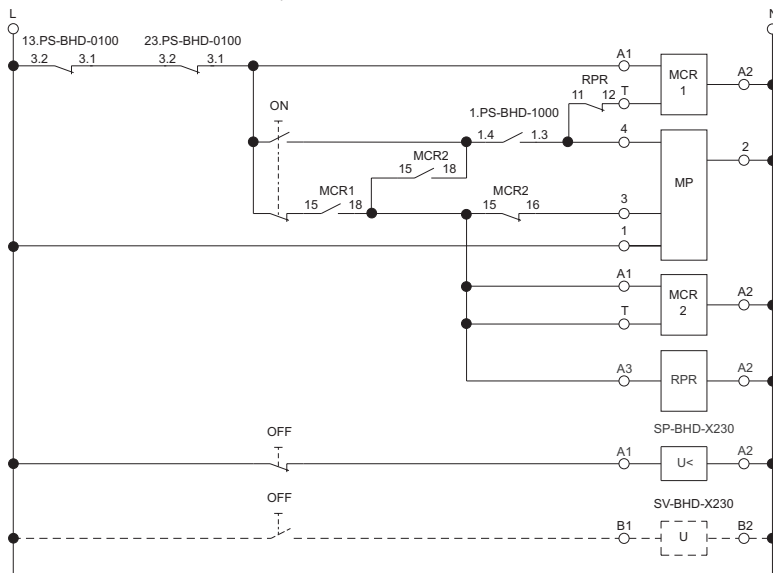 L N
13.PS-BHD-0100 23.PS-BHD-0100
3.2 3.1 3.2 3.1 A1 MCR 1 A2
RPR
11 12 T
ON
1.PS-BHD-1000
1.4 1.3 4 2
MCR2
15 18 MP
MCR1 MCR2
15 18 15 16 3
1
A1 MCR 2 A2
T
A3 RPR A2
SP-BHD-X230
OFF
A1 U< A2
SV-BHD-X230
OFF
B1 U B2